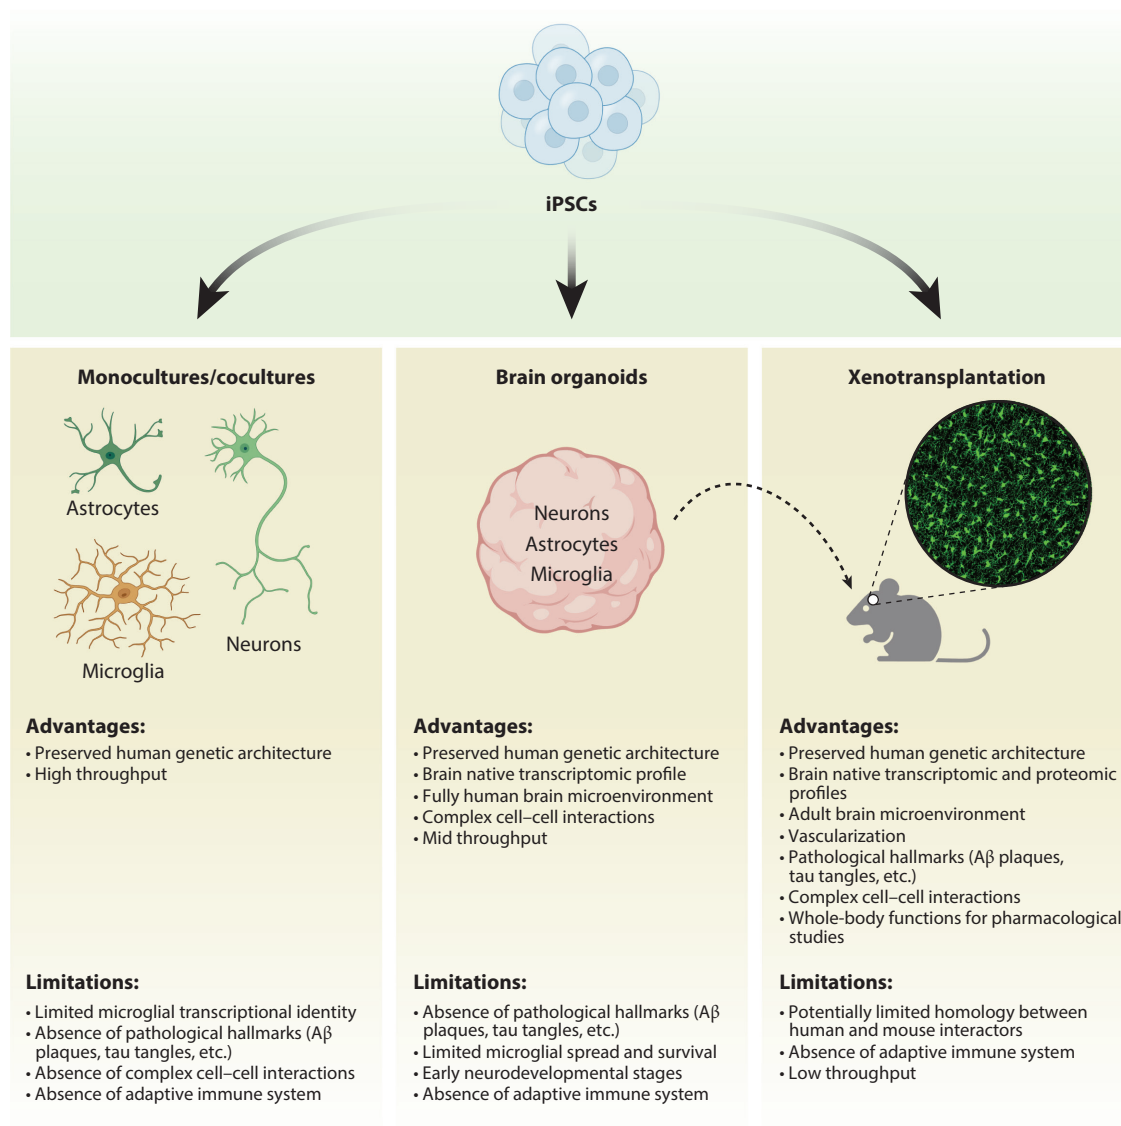 iPSCs
Monocultures/cocultures
Astrocytes
Neurons
Microglia
Advantages:
• Preserved human genetic architecture
• High throughput
Limitations:
• Limited microglial transcriptional identity
• Absence of pathological hallmarks (Aβ
plaques, tau tangles, etc.)
• Absence of complex cell–cell interactions
• Absence of adaptive immune system
Brain organoids
Neurons
Astrocytes
Microglia
Advantages:
• Preserved human genetic architecture
• Brain native transcriptomic profile
• Fully human brain microenvironment
• Complex cell–cell interactions
• Mid throughput
Limitations:
• Absence of pathological hallmarks (Aβ
plaques, tau tangles, etc.)
• Limited microglial spread and survival
• Early neurodevelopmental stages
• Absence of adaptive immune system
Xenotransplantation
Advantages:
• Preserved human genetic architecture
• Brain native transcriptomic and proteomic
profiles
• Adult brain microenvironment
• Vascularization
• Pathological hallmarks (Aβ plaques,
tau tangles, etc.)
• Complex cell–cell interactions
• Whole-body functions for pharmacological
studies
Limitations:
• Potentially limited homology between
human and mouse interactors
• Absence of adaptive immune system
• Low throughput